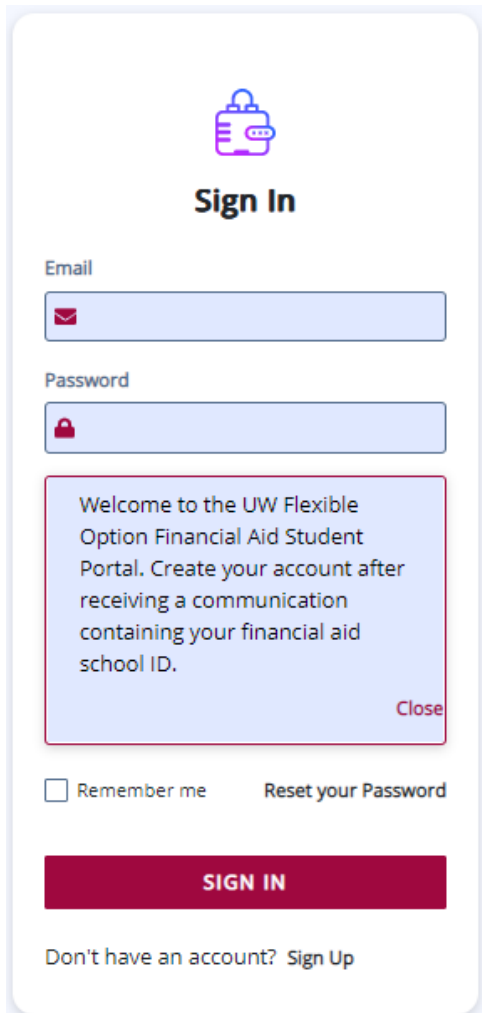 Sign In
Email
Password
Welcome to the UW Flexible
Option Financial Aid Student
Portal. Create your account after
receiving a communication
containing your financial aid
school ID.
Close
Remember me Reset your Password
SIGN IN
Don't have an account? Sign Up